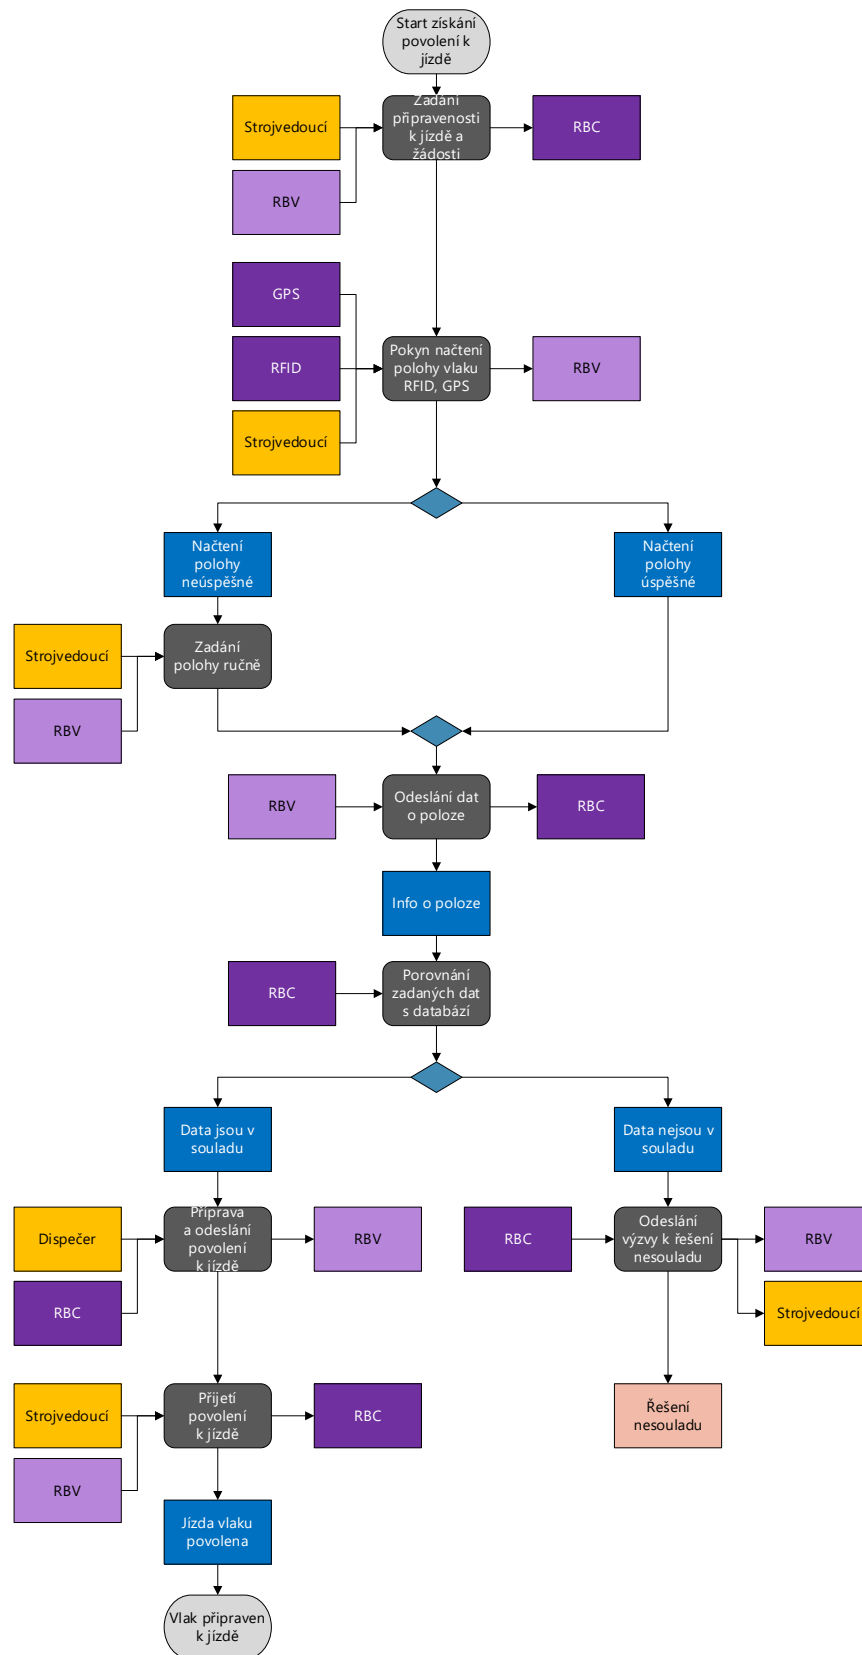 Start získání
povolení k
jízdě
Strojvedoucí
Zadání
připravenosti
k jízdě a
žádosti
RBC
RBV
GPS
RFID
Pokyn načtení
polohy vlaku
RFID, GPS
RBV
Strojvedoucí
Načtení
polohy
neúspěšné
Načtení
polohy
úspěšné
Strojvedoucí
Zadání
polohy ručně
RBV
RBV
Odeslání dat
o poloze
RBC
Info o poloze
RBC
Porovnání
zadaných dat
s databází
Data jsou v
souladu
Data nejsou v
souladu
Dispečer
Příprava
a odeslání
povolení
k jízdě
RBV
RBC
Odeslání
výzvy k řešení
nesouladu
RBV
RBC
Strojvedoucí
Strojvedoucí
Přijetí
povolení
k jízdě
RBC
Řešení
nesouladu
RBV
Jízda vlaku
povolena
Vlak připraven
k jízdě